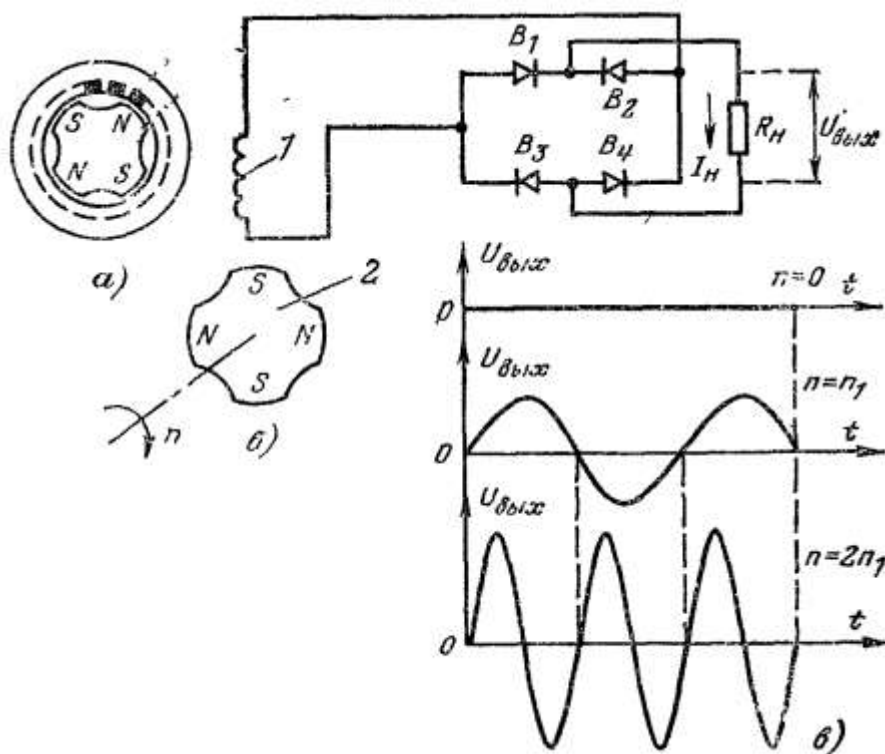 B₁
B₂
B₃
B₄
Iн
Rн
Uвых
1
S N
N S
а)
2
S
N N
S
n
б)
Uвых
n=0
t
0
Uвых
n=n₁
t
0
Uвых
n=2n₁
t
0
в)